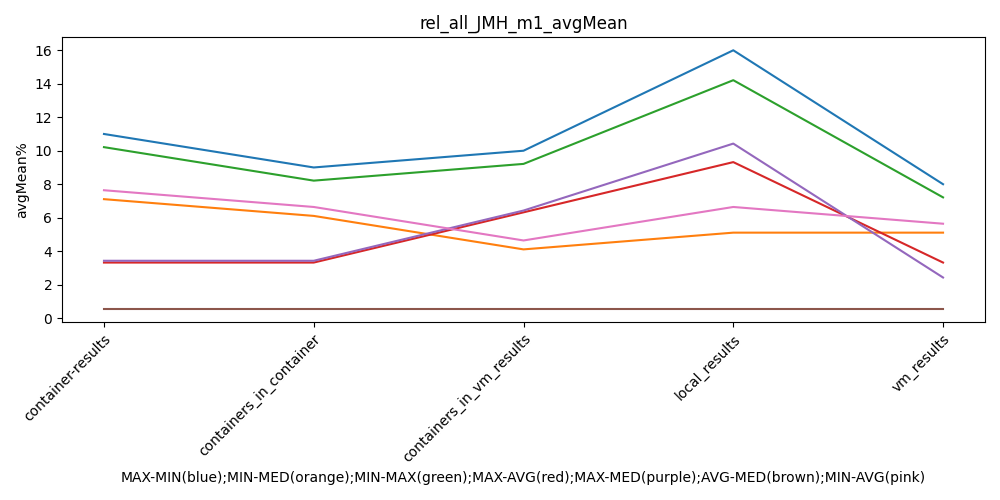 rel_all_JMH_m1_avgMean
avgMean%
16
14
12
10
8
6
4
2
0
container-results
containers_in_container
containers_in_vm_results
local_results
vm_results
MAX-MIN(blue);MIN-MED(orange);MIN-MAX(green);MAX-AVG(red);MAX-MED(purple);AVG-MED(brown);MIN-AVG(pink)